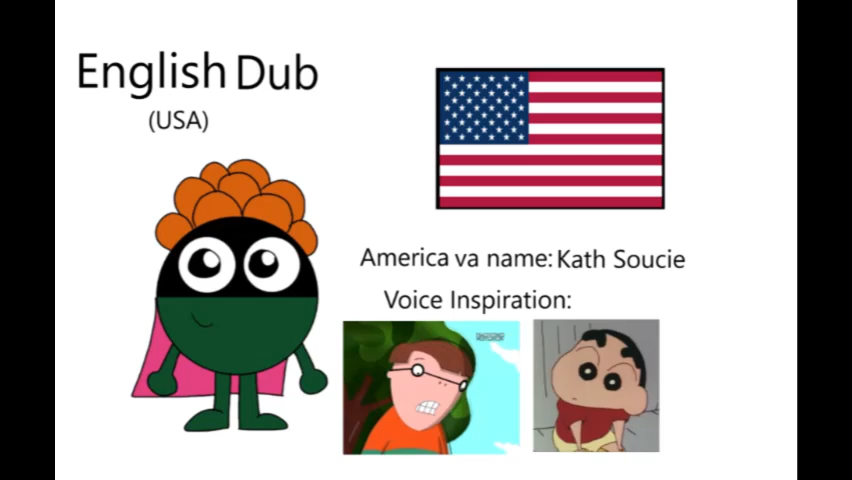 English Dub
(USA)
America va name: Kath Soucie
Voice Inspiration: